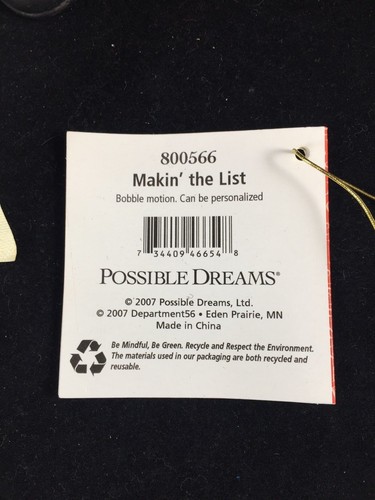 800566
Makin' the List
Bobble motion. Can be personalized
7 34409 46654 8
POSSIBLE DREAMS®
© 2007 Possible Dreams, Ltd.
© 2007 Department56 • Eden Prairie, MN
Made in China
Be Mindful, Be Green. Recycle and Respect the Environment.
The materials used in our packaging are both recycled and
reusable.